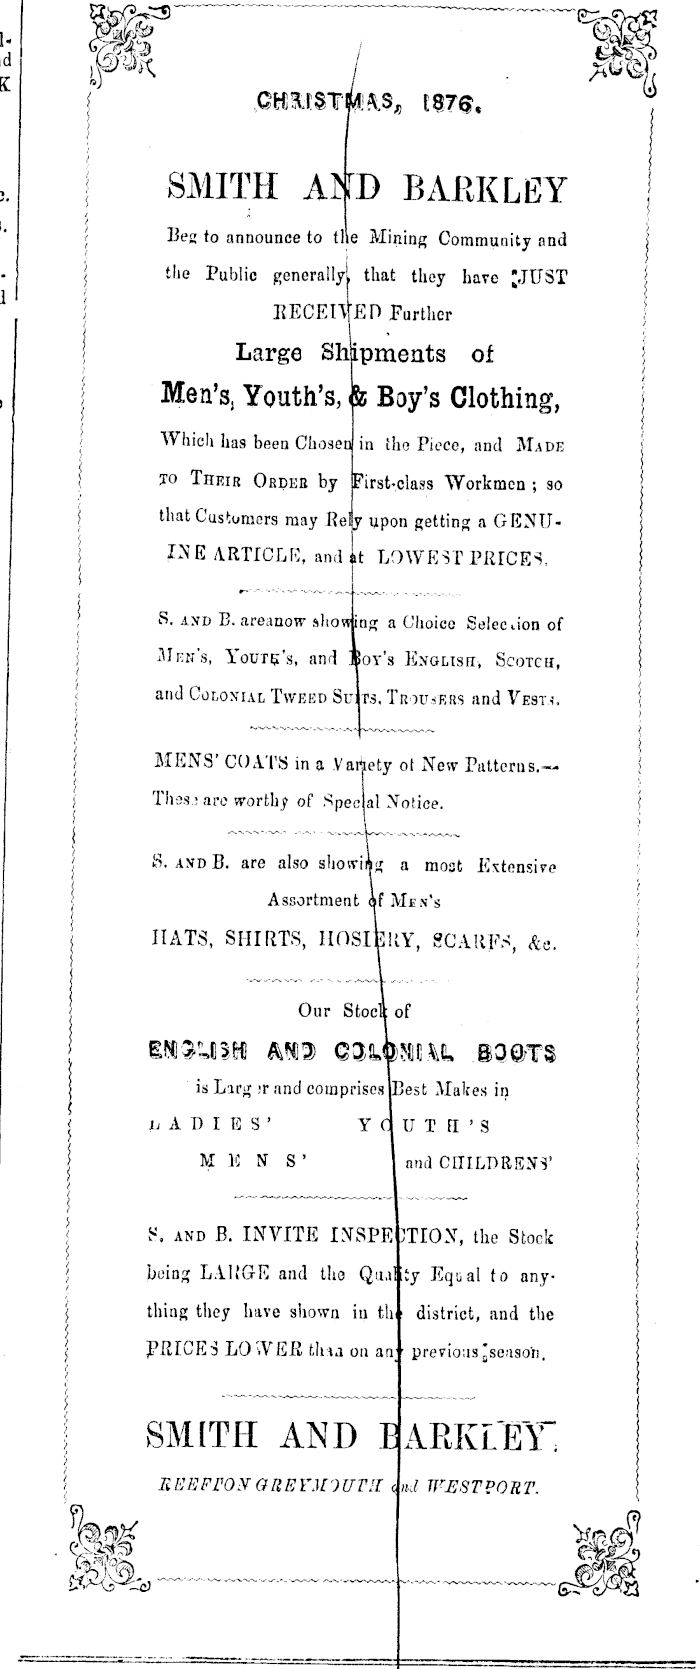 CHRISTMAS, 1876.
SMITH AND BARKLEY
Beg to announce to the Mining Community and
the Public generally, that they have JUST
RECEIVED Further
Large Shipments of
Men's, Youth's, & Boy's Clothing,
Which has been Chosen in the Piece, and MADE
TO THEIR ORDER by First-class Workmen; so
that Customers may Rely upon getting a GENU-
INE ARTICLE, and at LOWEST PRICES.
S. AND B. areanow showing a Choice Selection of
MEN'S, YOUTH'S, and BOY'S ENGLISH, SCOTCH,
and COLONIAL TWEED SUITS, TROUSERS and VESTS.
MENS' COATS in a Variety of New Patterns.—
These are worthy of Special Notice.
S. AND B. are also showing a most Extensive
Assortment of MEN'S
HATS, SHIRTS, HOSIERY, SCARFS, &c.
Our Stock of
ENGLISH AND COLONIAL BOOTS
is Larger and comprises Best Makes in
LADIES' YOUTH'S
MENS' and CHILDRENS'
S. AND B. INVITE INSPECTION, the Stock
being LARGE and the Quality Equal to any-
thing they have shown in the district, and the
PRICES LOWER than on any previous season.
SMITH AND BARKLEY.
REEFTON GREYMOUTH and WESTPORT.